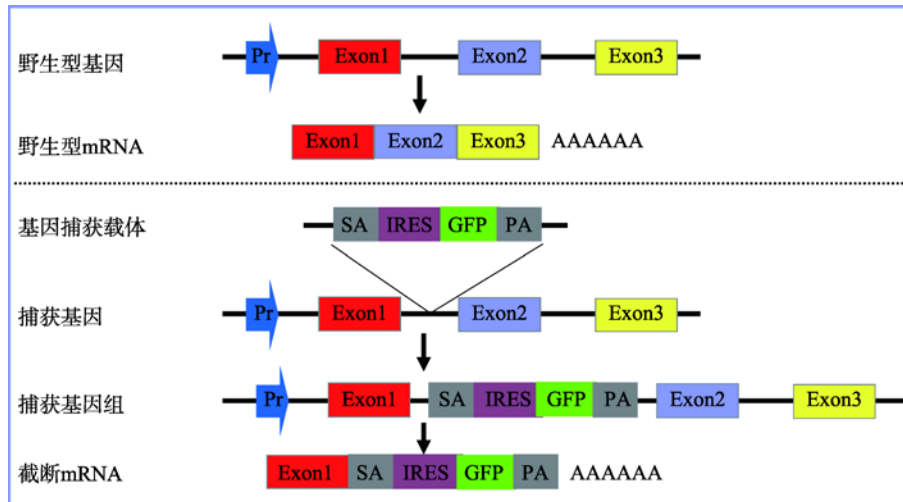 野生型基因 Pr Exon1 Exon2 Exon3
野生型mRNA Exon1 Exon2 Exon3 AAAAAA
基因捕获载体 SA IRES GFP PA
捕获基因 Pr Exon1 Exon2 Exon3
捕获基因组 Pr Exon1 SA IRES GFP PA Exon2 Exon3
截断mRNA Exon1 SA IRES GFP PA AAAAAA